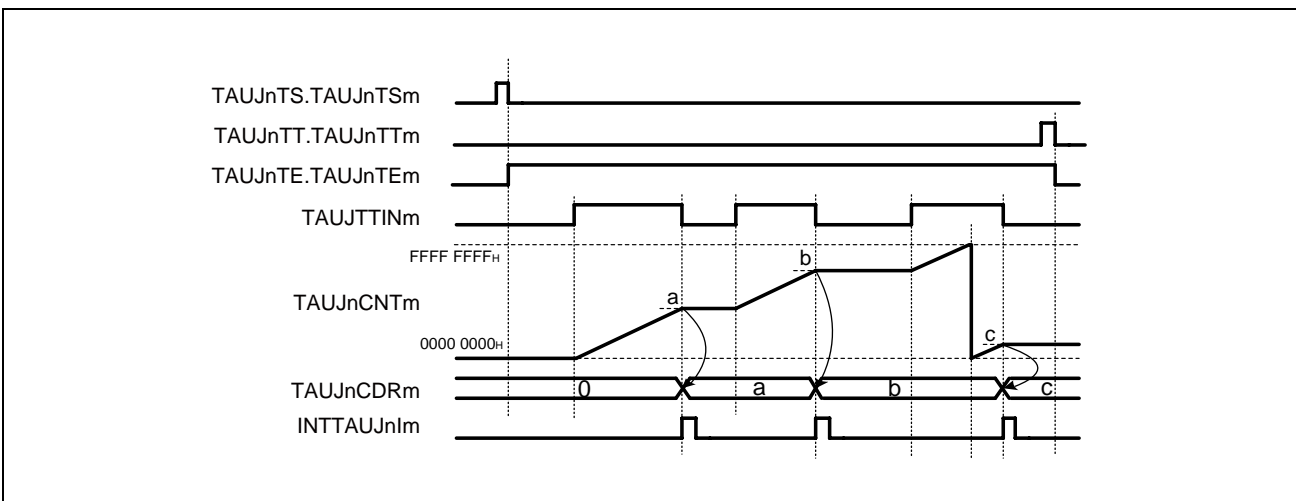 TAUJnTS.TAUJnTSm
TAUJnTT.TAUJnTTm
TAUJnTE.TAUJnTEm
TAUJTTINm
FFFF FFFFH
b
a
TAUJnCNTm
c
0000 0000H
TAUJnCDRm
0 a b c
INTTAUJnIm